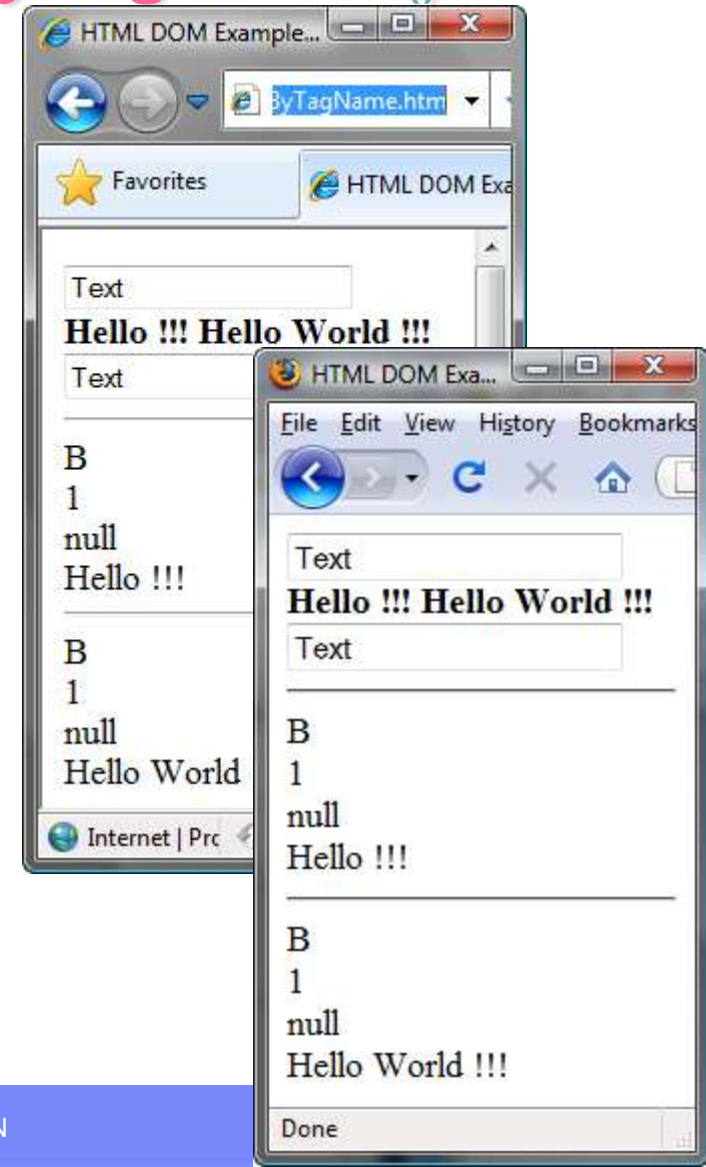 ()
HTML DOM Example...
ByTagName.htm
Favorites
HTML DOM Exa
Text
Hello !!! Hello World !!!
Text
B
1
null
Hello !!!
B
1
null
Hello World
Internet | Prc
HTML DOM Exa...
File Edit View History Bookmarks
Text
Hello !!! Hello World !!!
Text
B
1
null
Hello !!!
B
1
null
Hello World !!!
Done
N